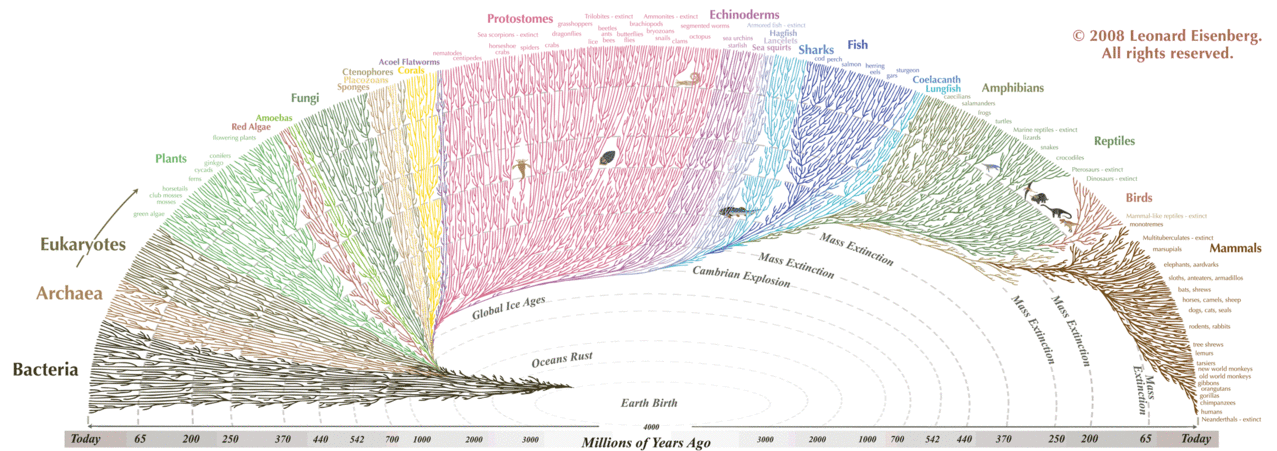 © 2008 Leonard Eisenberg.
All rights reserved.
Protostomes
Echinoderms
Trilobites - extinct
Ammonites - extinct
grasshoppers
beetles
brachiopods
segmented worms
Armored fish - extinct
Sea scorpions - extinct
dragonflies
ants
butterflies
bryozoans
octopus
Hagfish
horseshoe
crabs
spiders
crabs
lice
bees
flies
snails
clams
sea urchins
starfish
Lancelets
Sea squirts
nematodes
centipedes
Sharks
Fish
cod
perch
salmon
herring
eels
sturgeon
gars
Acoel Flatworms
Ctenophores
Corals
Placozoans
Sponges
Coelacanth
Lungfish
Fungi
Amoebas
Red Algae
Amphibians
caecilians
salamanders
frogs
turtles
Marine reptiles - extinct
lizards
snakes
crocodiles
Reptiles
Pterosaurs - extinct
Dinosaurs - extinct
flowering plants
Plants
conifers
ginkgo
cycads
ferns
horsetails
club mosses
mosses
green algae
Birds
Mammal-like reptiles - extinct
monotremes
Multituberculates - extinct
marsupials
Mammals
elephants, aardvarks
sloths, anteaters, armadillos
bats, shrews
horses, camels, sheep
dogs, cats, seals
rodents, rabbits
tree shrews
lemurs
tarsiers
new world monkeys
old world monkeys
gibbons
orangutans
gorillas
chimpanzees
humans
Neanderthals - extinct
Eukaryotes
Archaea
Bacteria
Mass Extinction
Mass Extinction
Cambrian Explosion
Global Ice Ages
Mass Extinction
Mass Extinction
Mass
Extinction
Oceans Rust
Earth Birth
4000
Today 65 200 250 370 440 542 700 1000 2000 3000 Millions of Years Ago 3000 2000 1000 700 542 440 370 250 200 65 Today